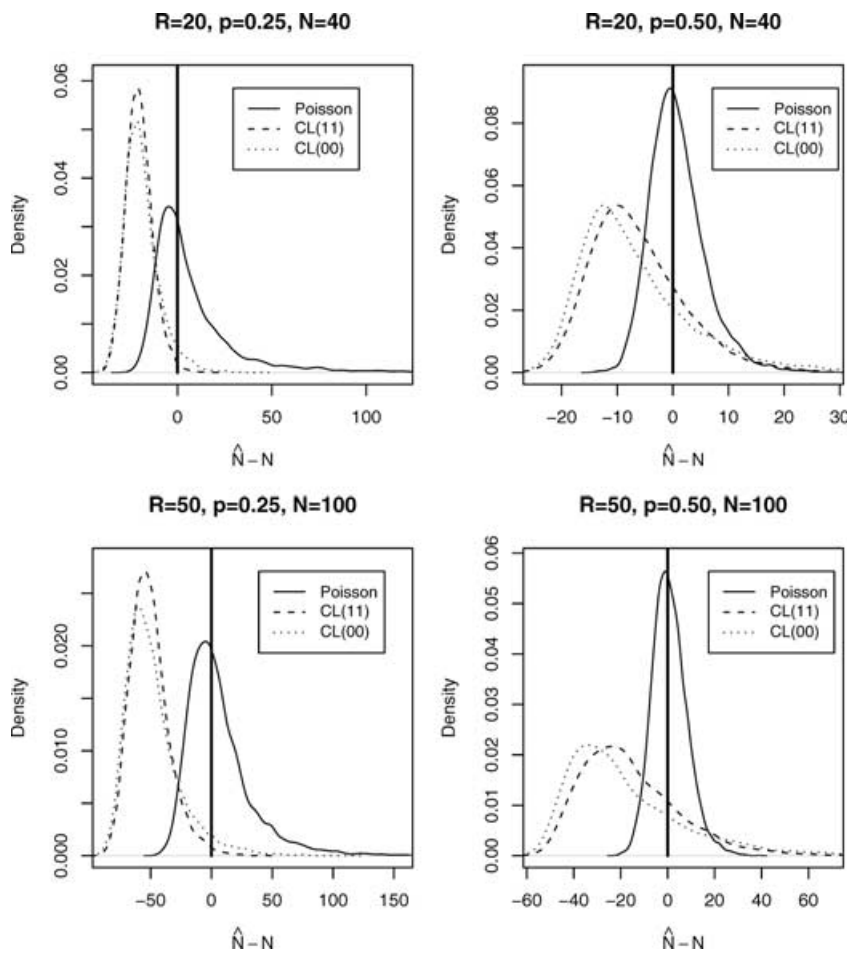 R=20, p=0.25, N=40
Density
0.00
0.02
0.04
0.06
Poisson
CL(11)
CL(00)
0
50
100
N̂ − N
R=20, p=0.50, N=40
Density
0.00
0.02
0.04
0.06
0.08
Poisson
CL(11)
CL(00)
−20
−10
0
10
20
30
N̂ − N
R=50, p=0.25, N=100
Density
0.000
0.010
0.020
Poisson
CL(11)
CL(00)
−50
0
50
100
150
N̂ − N
R=50, p=0.50, N=100
Density
0.00
0.01
0.02
0.03
0.04
0.05
0.06
Poisson
CL(11)
CL(00)
−60
−40
−20
0
20
40
60
N̂ − N